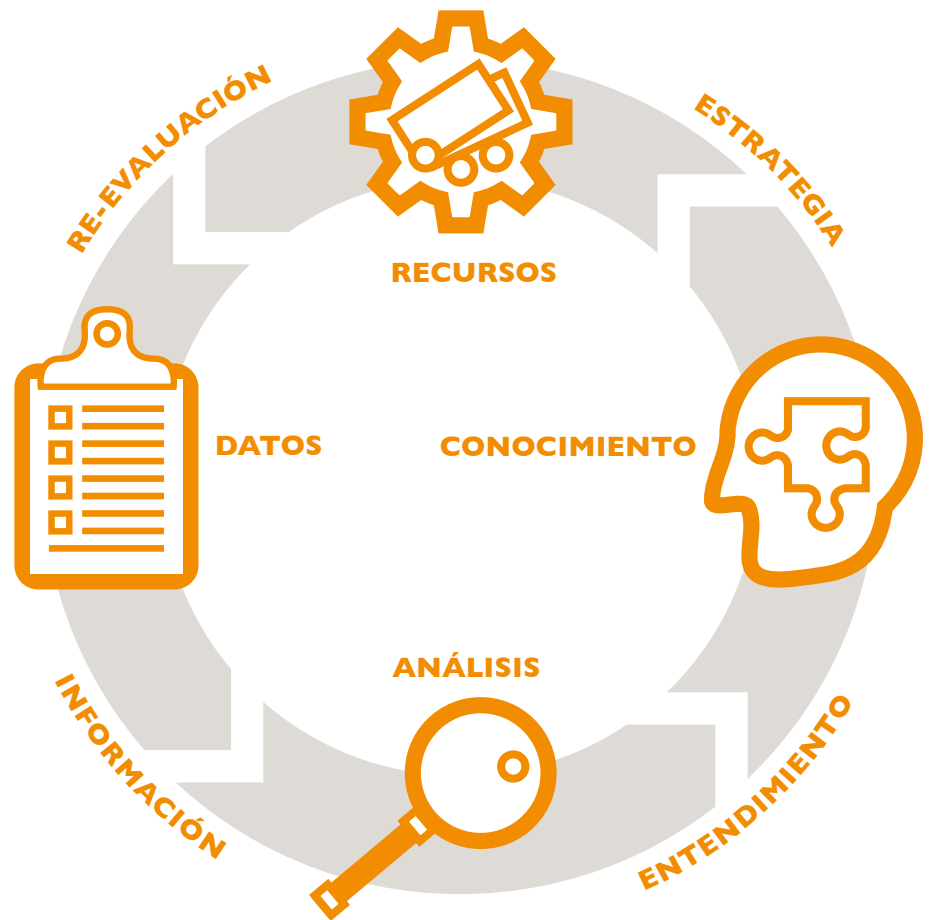 RE-EVALUACIÓN
ESTRATEGIA
RECURSOS
DATOS
CONOCIMIENTO
ANÁLISIS
INFORMACIÓN
ENTENDIMIENTO